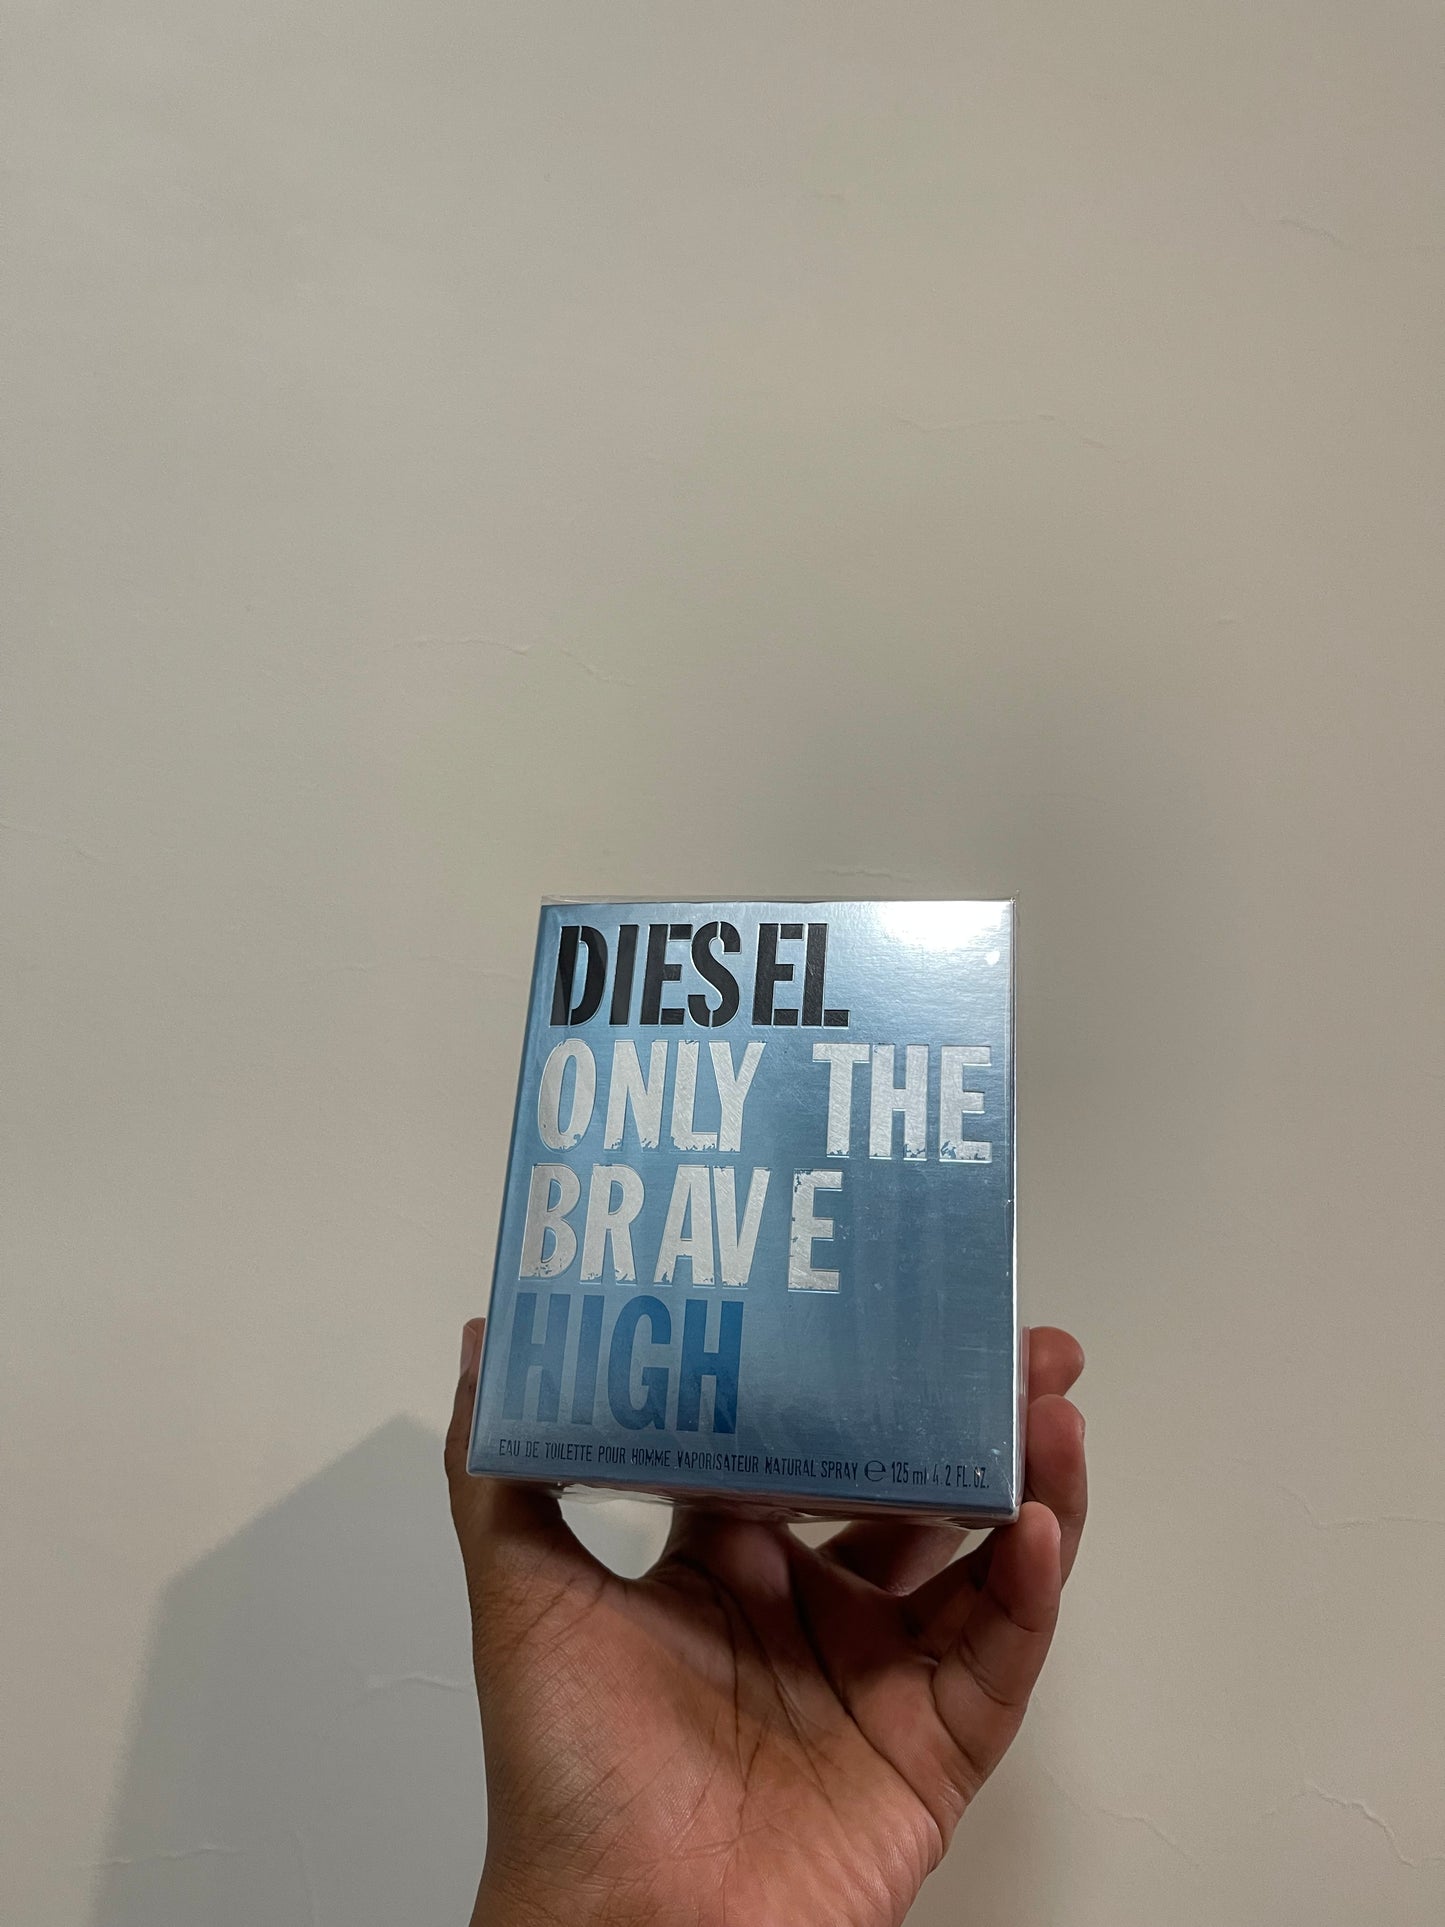 DIESEL
ONLY THE
BRAVE
HIGH
EAU DE TOILETTE POUR HOMME VAPORISATEUR NATURAL SPRAY ℮ 125 ml 4.2 FL.OZ.